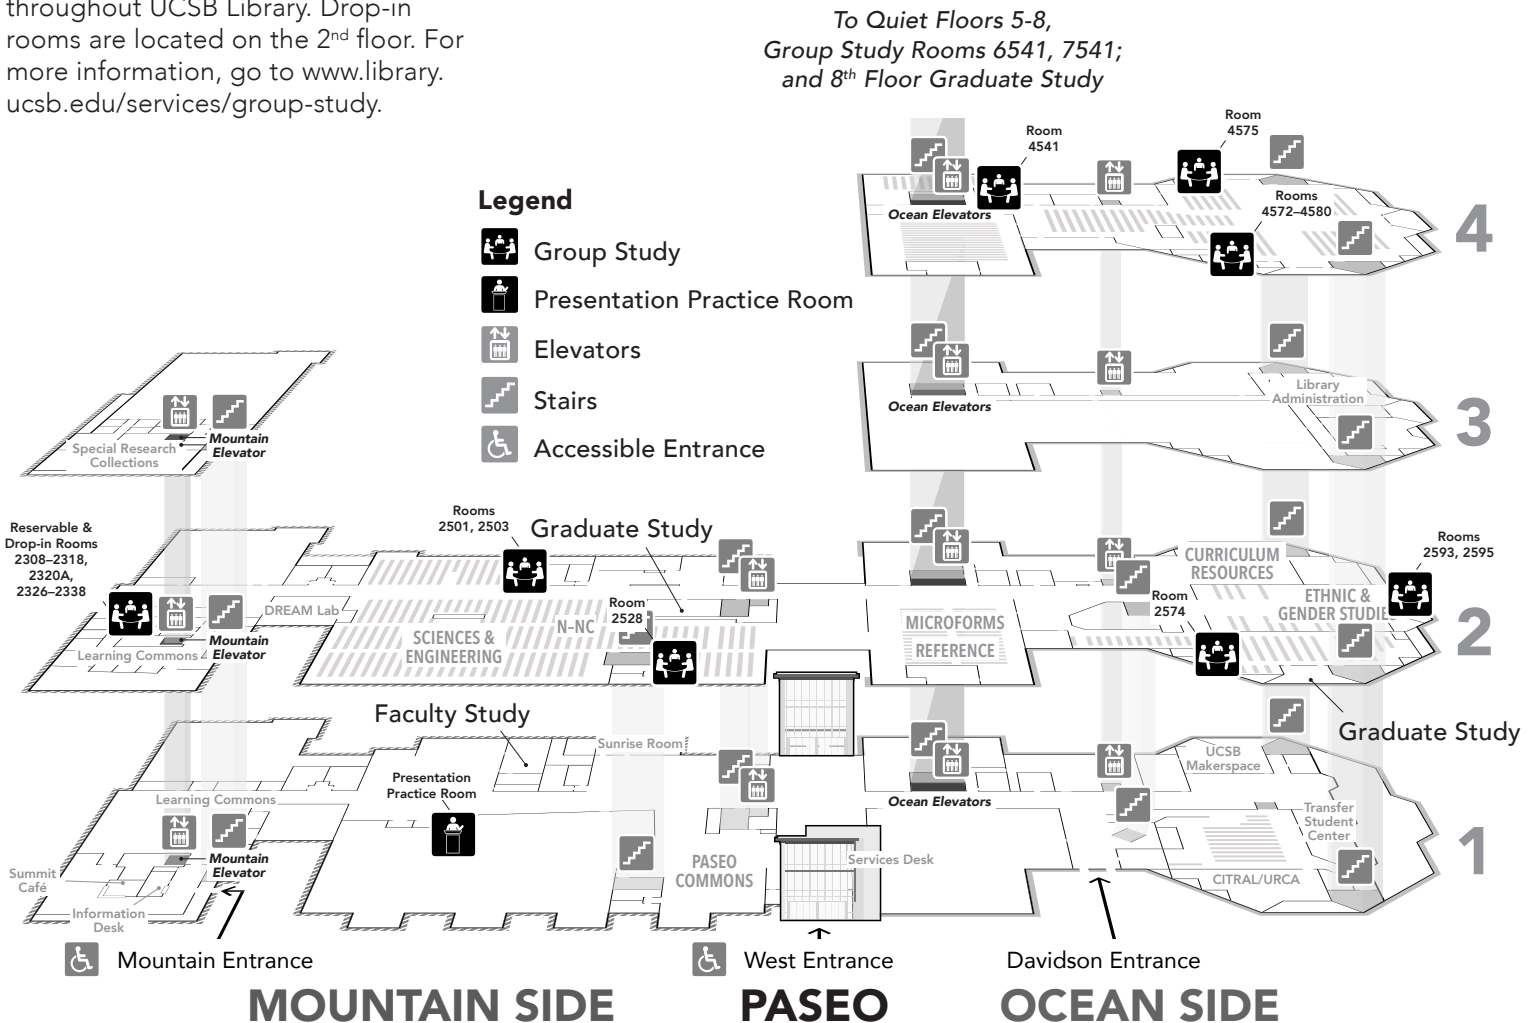 throughout UCSB Library. Drop-in
rooms are located on the 2nd floor. For
more information, go to www.library.
ucsb.edu/services/group-study.
To Quiet Floors 5-8,
Group Study Rooms 6541, 7541;
and 8th Floor Graduate Study
Legend
Group Study
Presentation Practice Room
Elevators
Stairs
Accessible Entrance
Room
4541
Room
4575
Rooms
4572–4580
Ocean Elevators
4
Library
Administration
Ocean Elevators
3
Special Research
Collections
Mountain
Elevator
Reservable &
Drop-in Rooms
2308–2318,
2320A,
2326–2338
Rooms
2501, 2503
Graduate Study
DREAM Lab
Learning Commons
Mountain
Elevator
SCIENCES &
ENGINEERING
N–NC
Room
2528
MICROFORMS
REFERENCE
CURRICULUM
RESOURCES
Room
2574
ETHNIC &
GENDER STUDIE
Rooms
2593, 2595
2
Graduate Study
Faculty Study
Sunrise Room
Presentation
Practice Room
Learning Commons
Mountain
Elevator
Summit
Café
Information
Desk
PASEO
COMMONS
Services Desk
Ocean Elevators
UCSB
Makerspace
Transfer
Student
Center
CITRAL/URCA
1
Mountain Entrance
West Entrance
Davidson Entrance
MOUNTAIN SIDE
PASEO
OCEAN SIDE